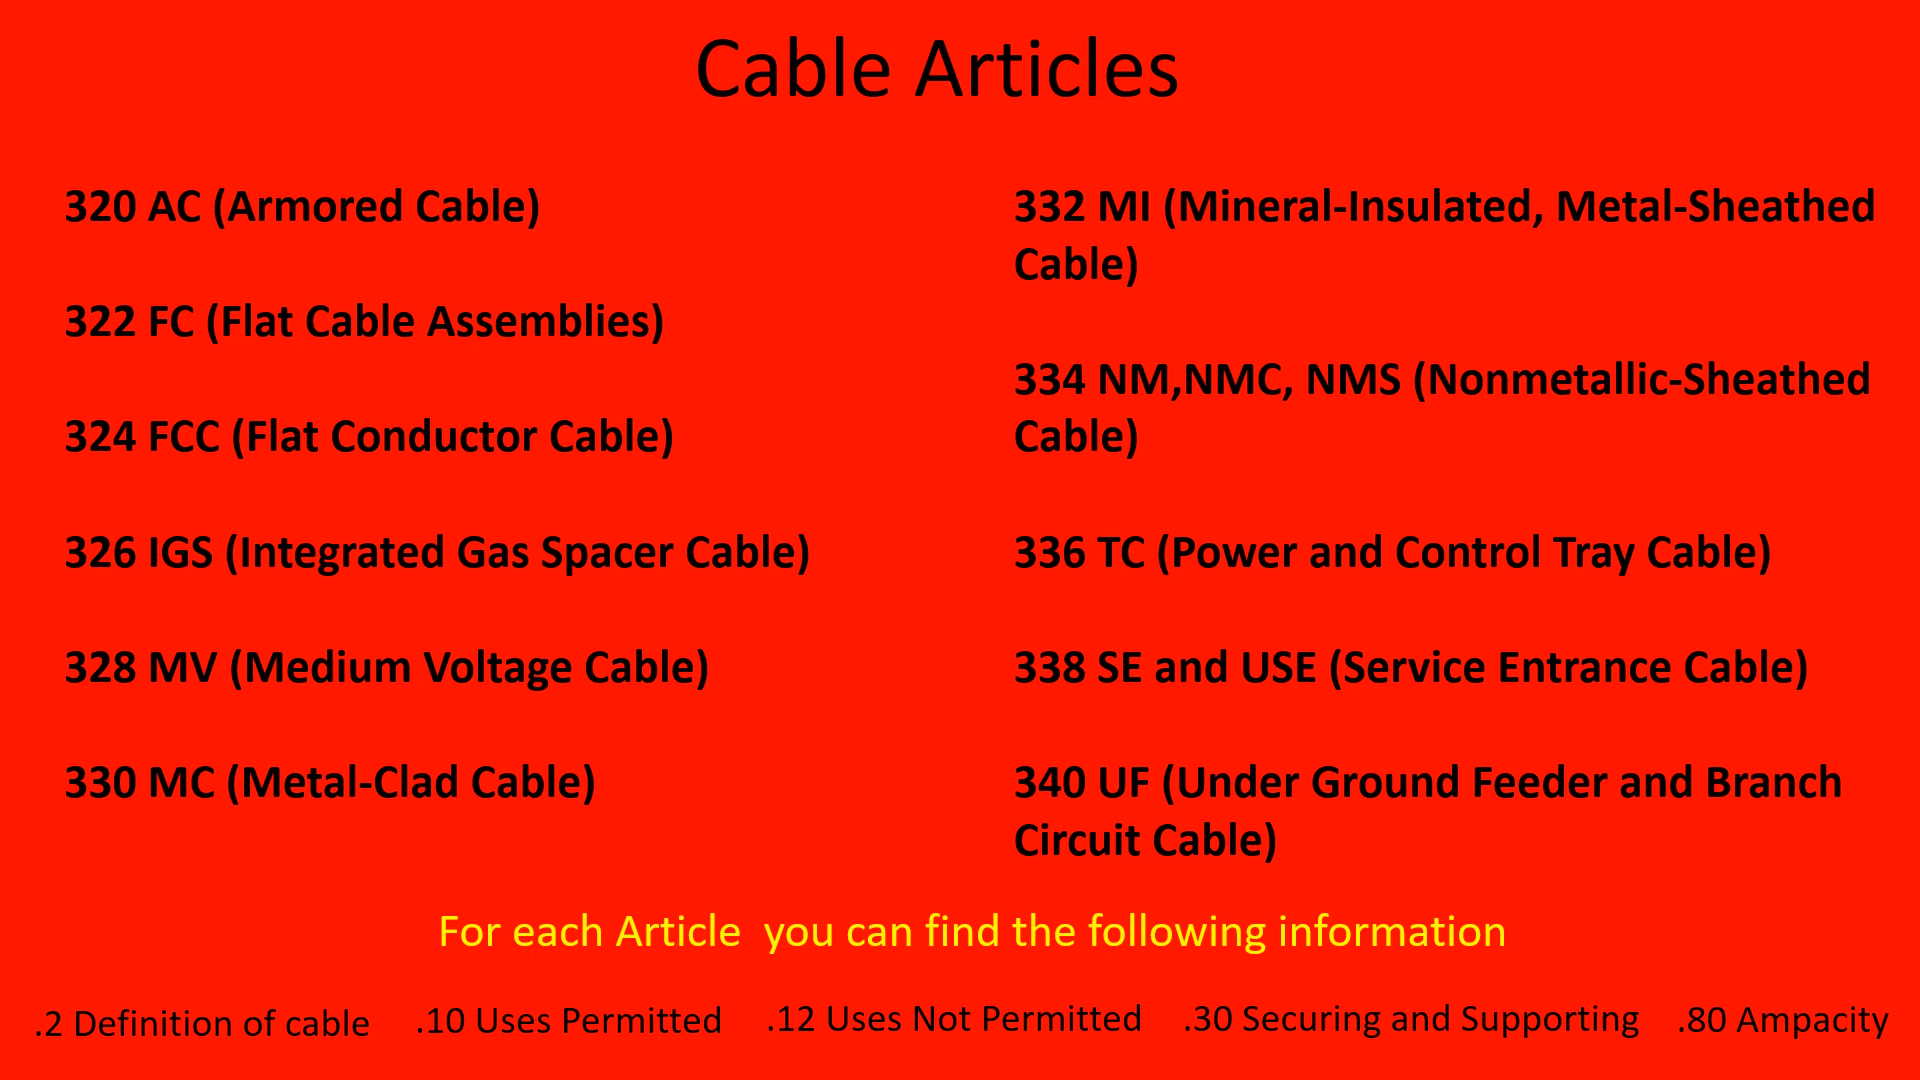 Cable Articles
320 AC (Armored Cable)
322 FC (Flat Cable Assemblies)
324 FCC (Flat Conductor Cable)
326 IGS (Integrated Gas Spacer Cable)
328 MV (Medium Voltage Cable)
330 MC (Metal-Clad Cable)
332 MI (Mineral-Insulated, Metal-Sheathed
Cable)
334 NM,NMC, NMS (Nonmetallic-Sheathed
Cable)
336 TC (Power and Control Tray Cable)
338 SE and USE (Service Entrance Cable)
340 UF (Under Ground Feeder and Branch
Circuit Cable)
For each Article  you can find the following information
.2 Definition of cable
.10 Uses Permitted
.12 Uses Not Permitted
.30 Securing and Supporting
.80 Ampacity